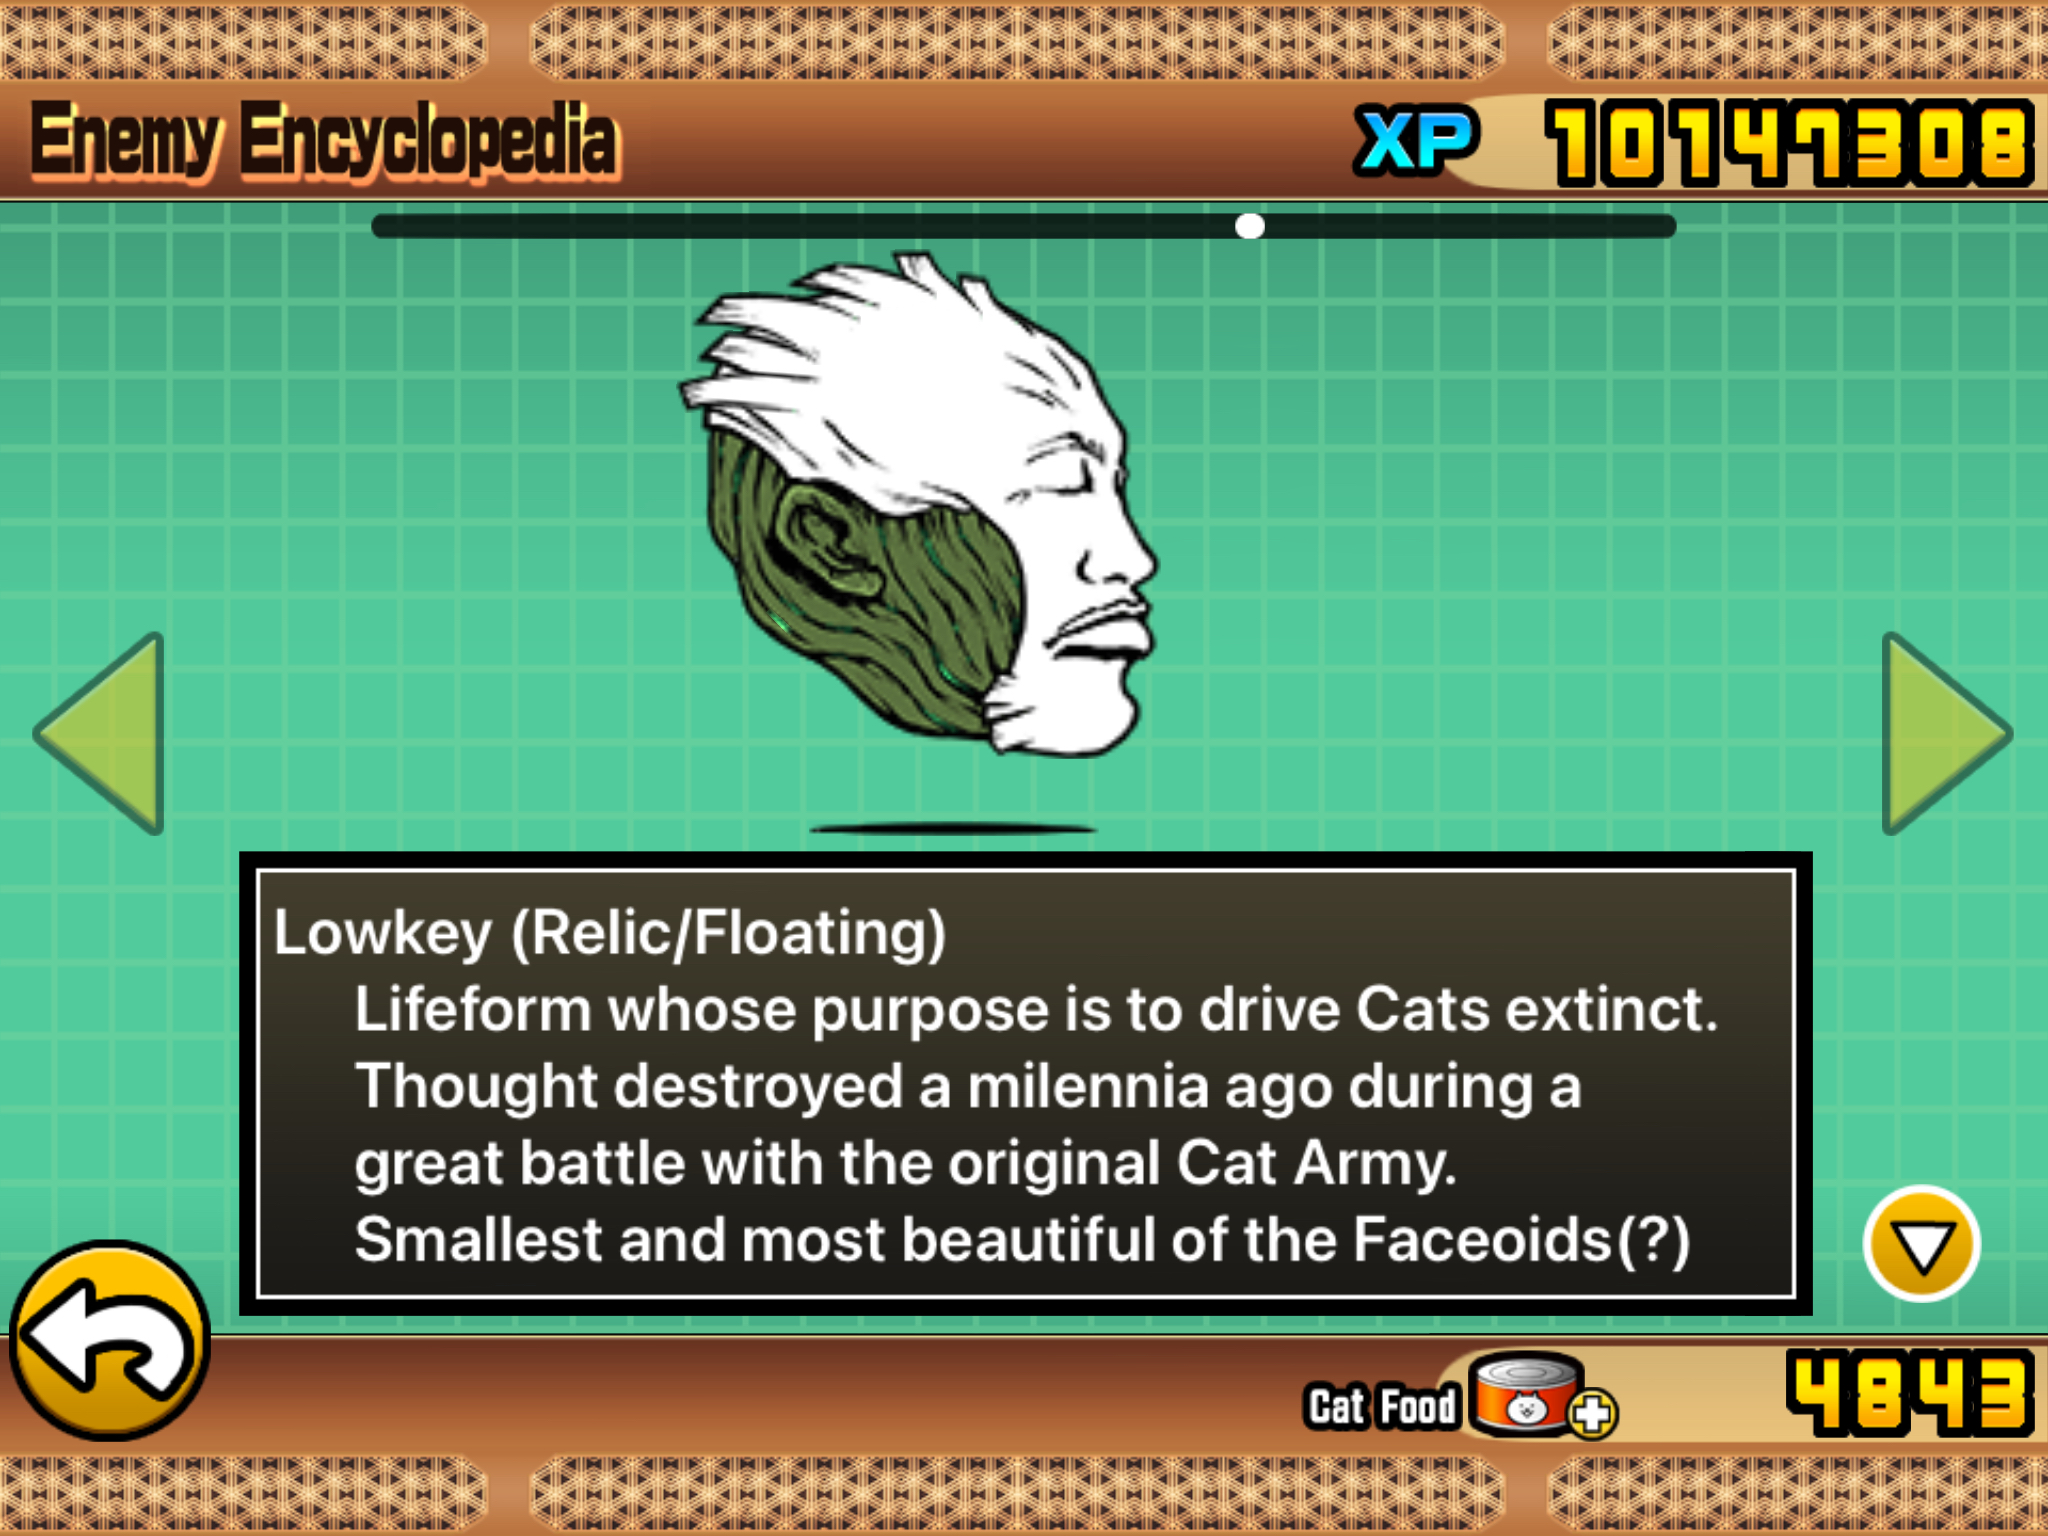 Enemy Encyclopedia
XP 10147308
Lowkey (Relic/Floating)
Lifeform whose purpose is to drive Cats extinct.
Thought destroyed a milennia ago during a
great battle with the original Cat Army.
Smallest and most beautiful of the Faceoids(?)
Cat Food 4843